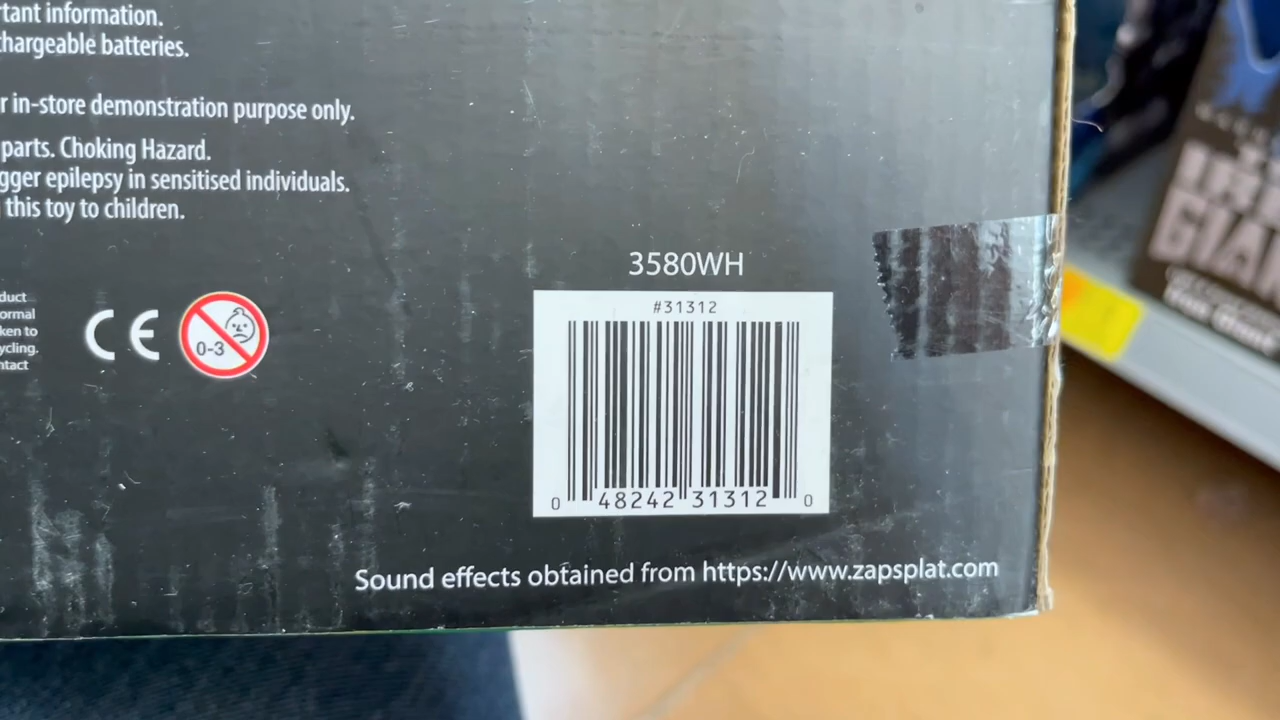 tant information.
chargeable batteries.
r in-store demonstration purpose only.
parts. Choking Hazard.
gger epilepsy in sensitised individuals.
this toy to children.
duct
ormal
ken to
ycling.
ntact
CE
0-3
3580WH
#31312
0 48242 31312 0
Sound effects obtained from https://www.zapsplat.com
GIAN